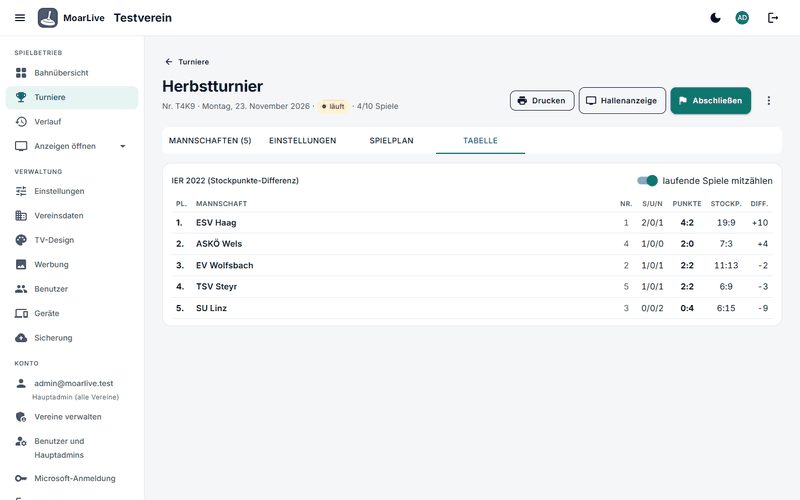 MoarLive Testverein AD
SPIELBETRIEB
Bahnübersicht
Turniere
Verlauf
Anzeigen öffnen
VERWALTUNG
Einstellungen
Vereinsdaten
TV-Design
Werbung
Benutzer
Geräte
Sicherung
KONTO
admin@moarlive.test
Hauptadmin (alle Vereine)
Vereine verwalten
Benutzer und
Hauptadmins
Microsoft-Anmeldung
Turniere
Herbstturnier
Nr. T4K9 · Montag, 23. November 2026 · läuft · 4/10 Spiele
Drucken Hallenanzeige Abschließen
MANNSCHAFTEN (5) EINSTELLUNGEN SPIELPLAN TABELLE
IER 2022 (Stockpunkte-Differenz) laufende Spiele mitzählen
PL. MANNSCHAFT NR. S/U/N PUNKTE STOCKP. DIFF.
1. ESV Haag 1 2/0/1 4:2 19:9 +10
2. ASKÖ Wels 4 1/0/0 2:0 7:3 +4
3. EV Wolfsbach 2 1/0/1 2:2 11:13 -2
4. TSV Steyr 5 1/0/1 2:2 6:9 -3
5. SU Linz 3 0/0/2 0:4 6:15 -9